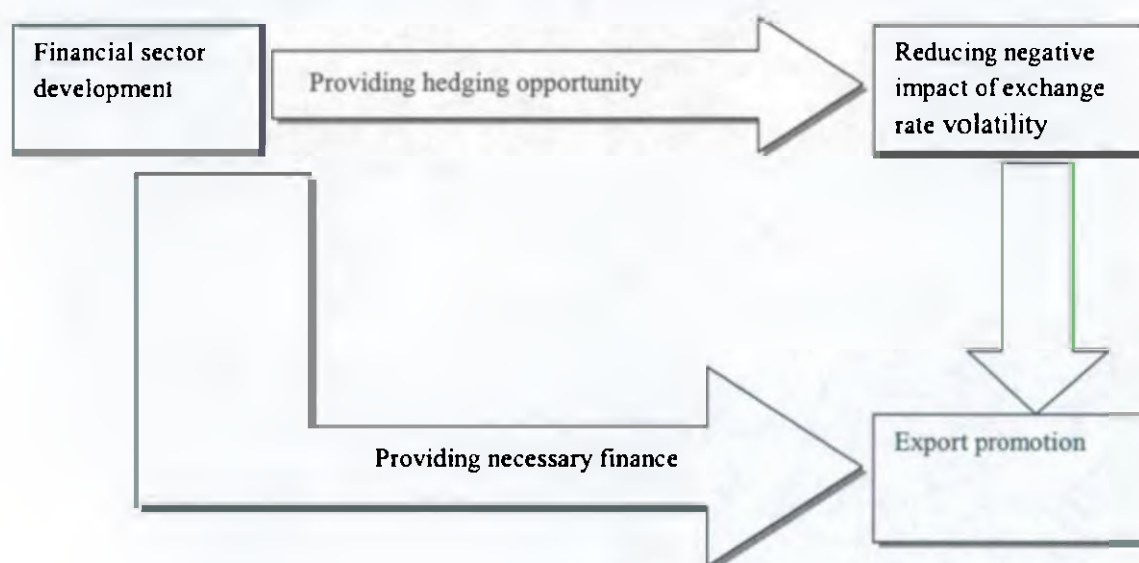 Financial sector
development
Providing hedging opportunity
Reducing negative
impact of exchange
rate volatility
Providing necessary finance
Export promotion